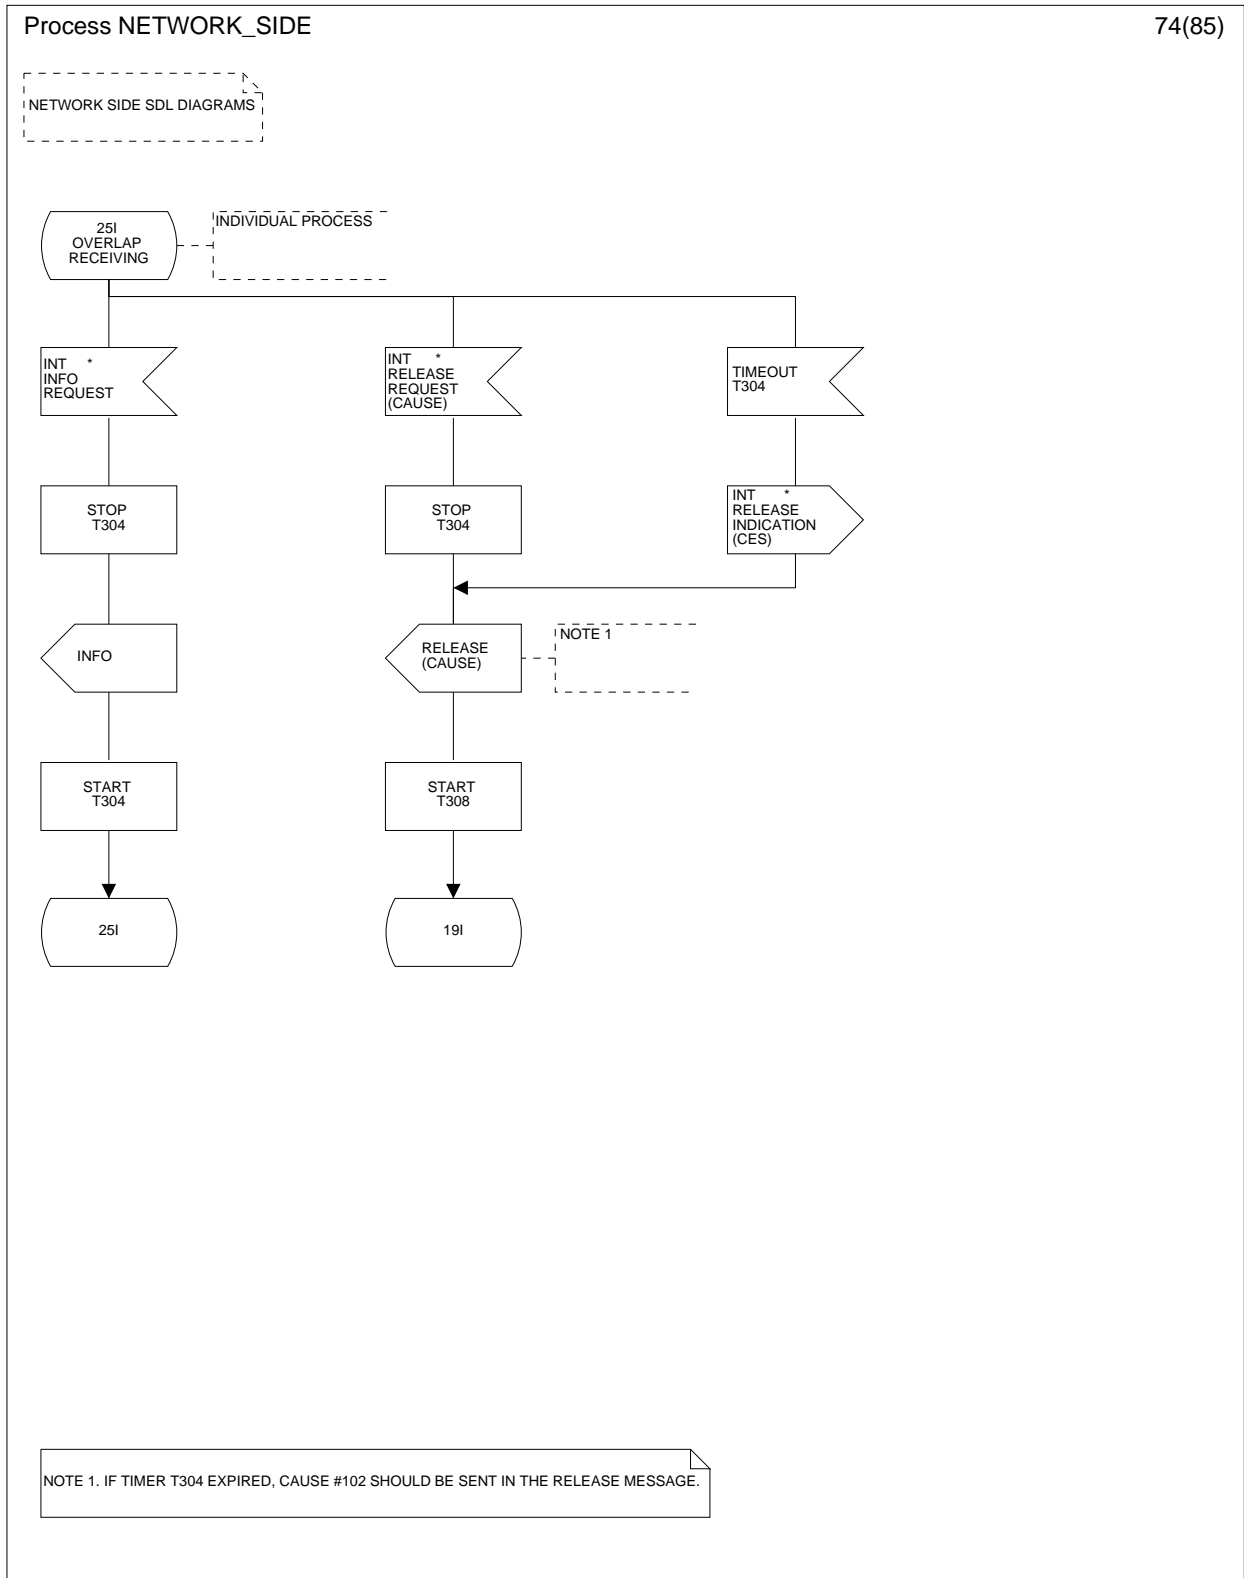 Process NETWORK_SIDE
74(85)
NETWORK SIDE SDL DIAGRAMS
25I
OVERLAP
RECEIVING
INDIVIDUAL PROCESS
INT *
INFO
REQUEST
INT *
RELEASE
REQUEST
(CAUSE)
TIMEOUT
T304
STOP
T304
STOP
T304
INT *
RELEASE
INDICATION
(CES)
INFO
RELEASE
(CAUSE)
NOTE 1
START
T304
START
T308
25I
19I
NOTE 1. IF TIMER T304 EXPIRED, CAUSE #102 SHOULD BE SENT IN THE RELEASE MESSAGE.